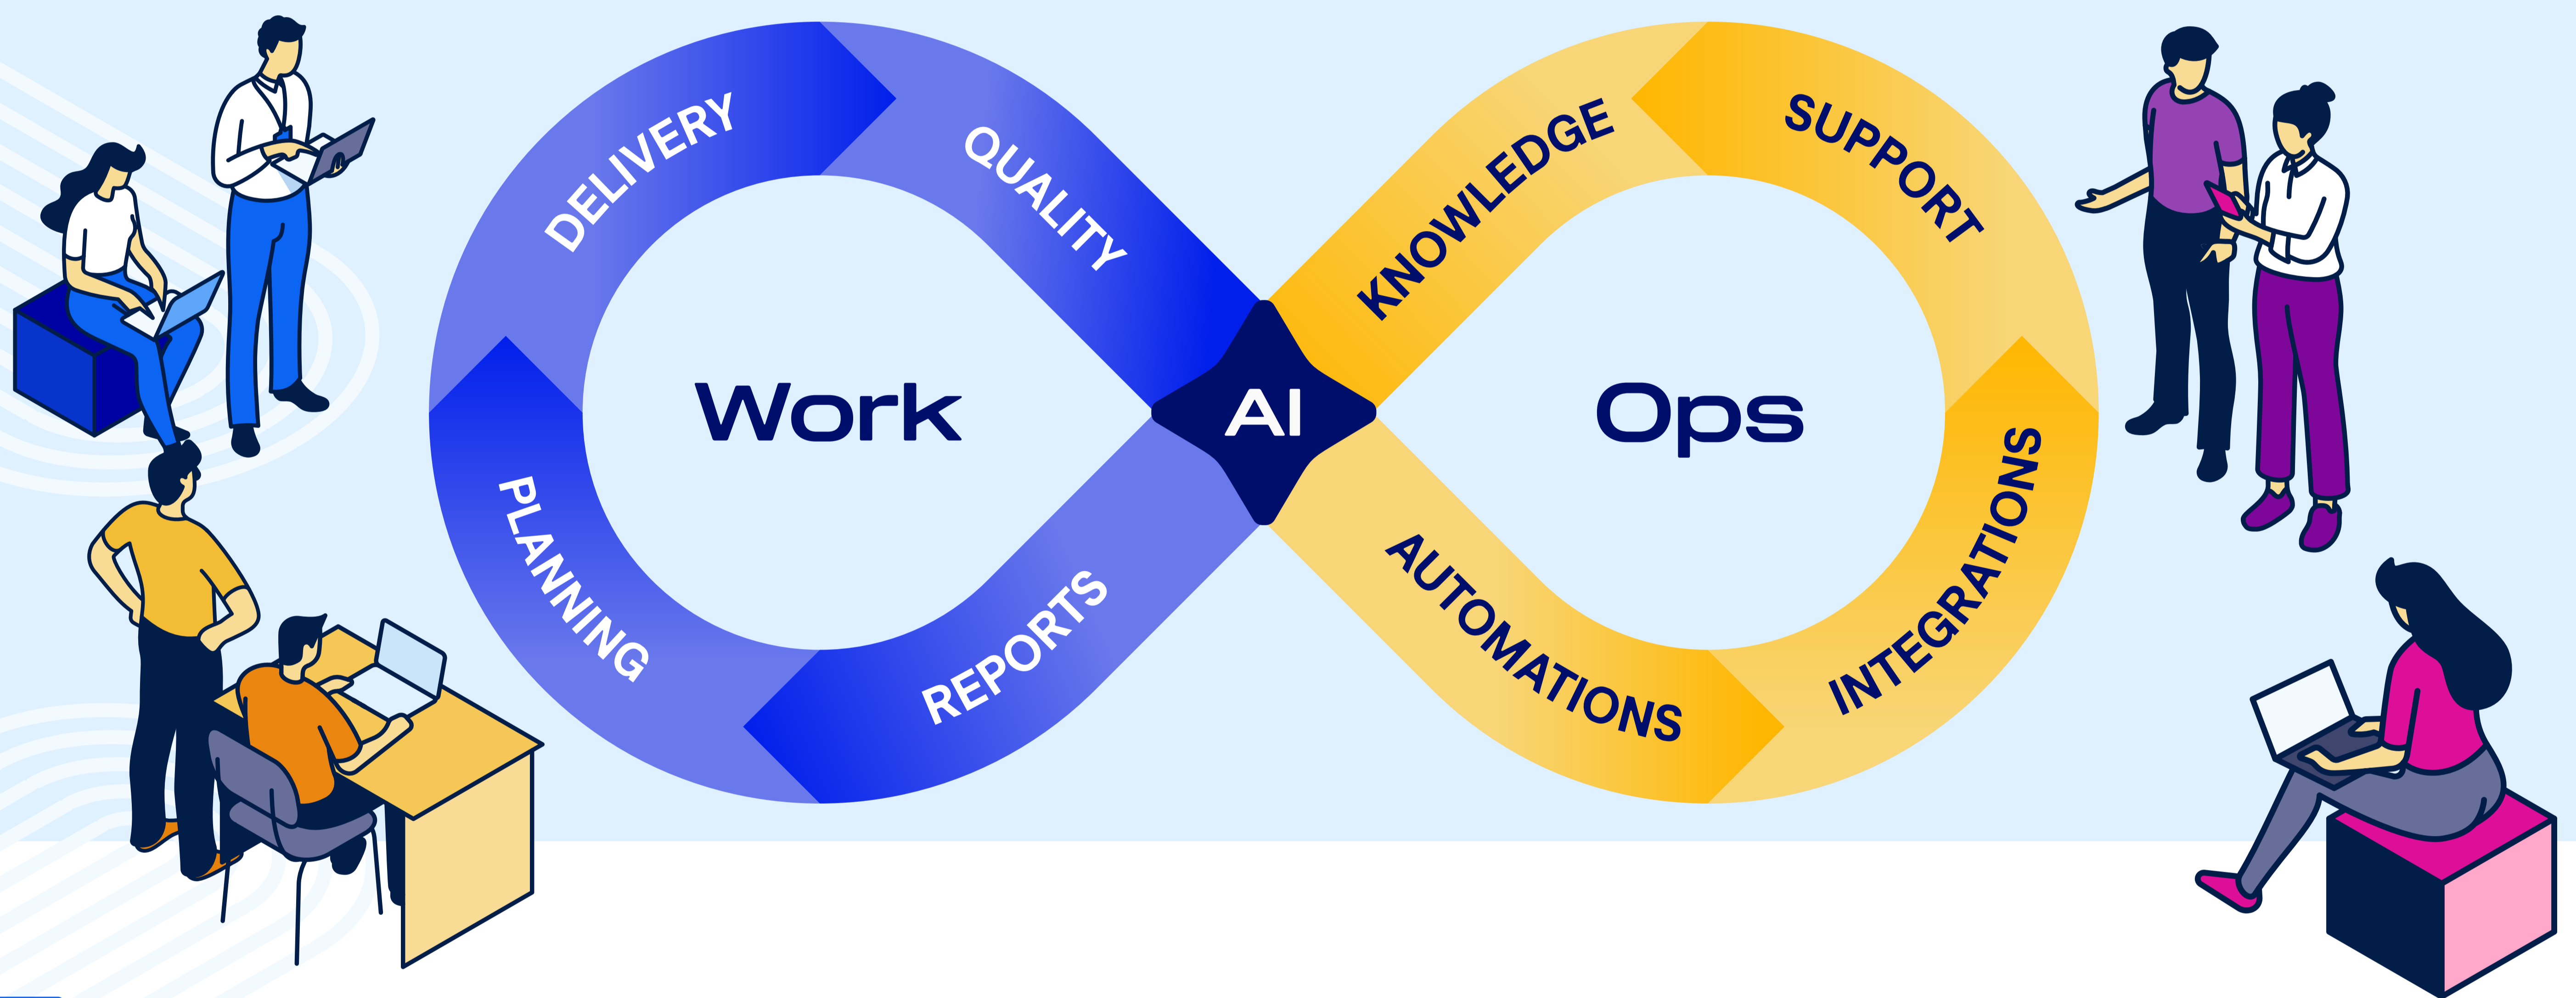 DELIVERY
QUALITY
KNOWLEDGE
SUPPORT
Work
AI
Ops
PLANNING
REPORTS
AUTOMATIONS
INTEGRATIONS